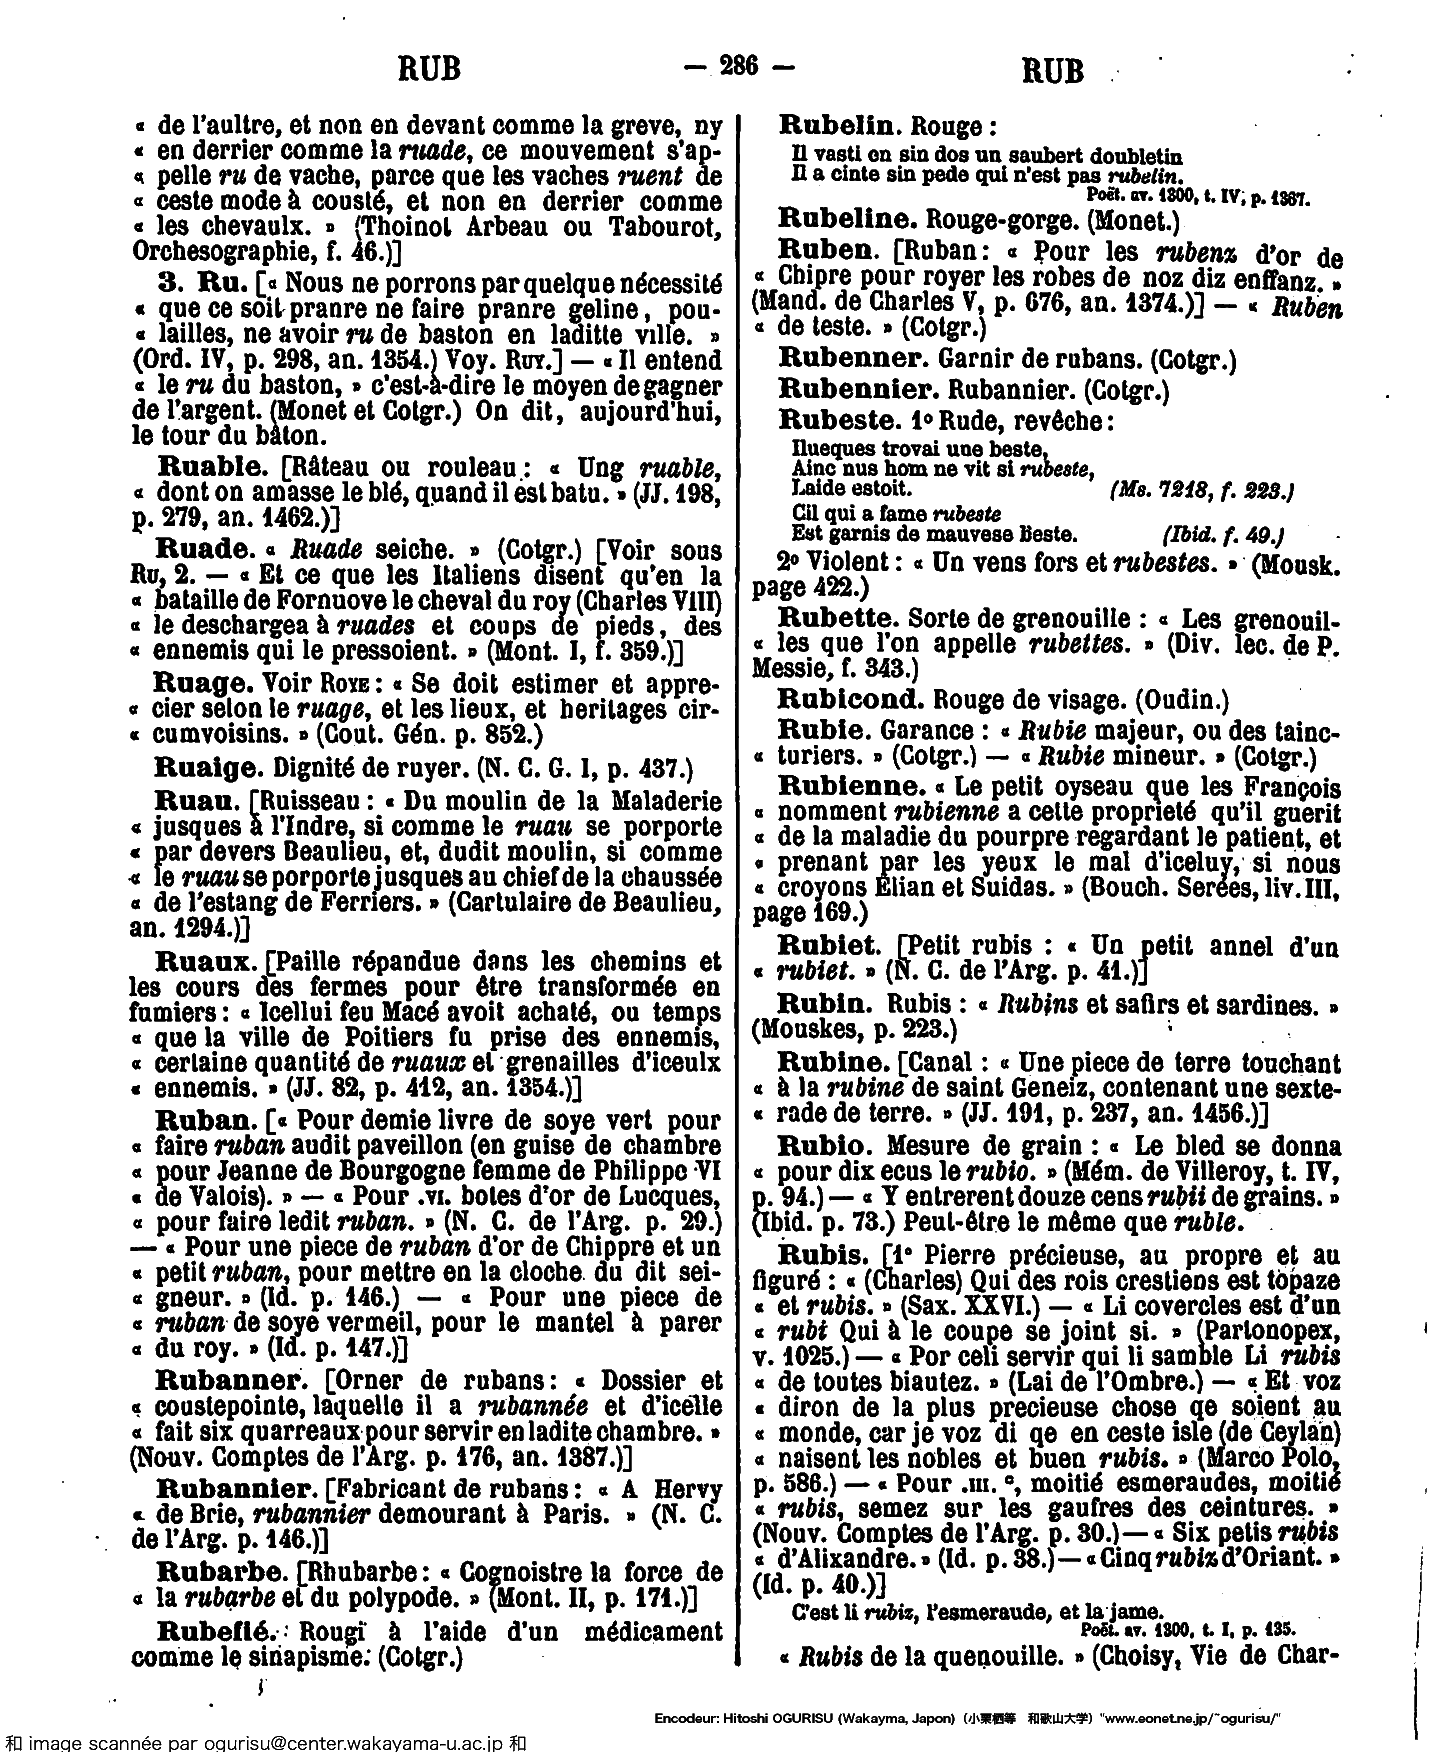 RUB — 286 — RUB
« de l'aultre, et non en devant comme la greve, ny
« en derrier comme la ruade, ce mouvement s'ap-
« pelle ru de vache, parce que les vaches ruent de
« ceste mode à cousté, et non en derrier comme
« les chevaulx. » (Thoinot Arbeau ou Tabourot,
Orchesographie, f. 46.)]
3. Ru. [« Nous ne porrons par quelque nécessité
« que ce soit pranre ne faire pranre geline, pou-
« lailles, ne avoir ru de baston en laditte ville. »
(Ord. IV, p. 298, an. 1354.) Voy. RUY.] — « Il entend
« le ru du baston, » c'est-à-dire le moyen de gagner
de l'argent. (Monet et Cotgr.) On dit, aujourd'hui,
le tour du bâton.
Ruable. [Râteau ou rouleau : « Ung ruable,
« dont on amasse le blé, quand il est batu. » (JJ. 198,
p. 279, an. 1462.)]
Ruade. « Ruade seiche. » (Cotgr.) [Voir sous
RU, 2. — « Et ce que les Italiens disent qu'en la
« bataille de Fornuove le cheval du roy (Charles VIII)
« le deschargea à ruades et coups de pieds, des
« ennemis qui le pressoient. » (Mont. I, f. 359.)]
Ruage. Voir ROYE : « Se doit estimer et appre-
« cier selon le ruage, et les lieux, et heritages cir-
« cumvoisins. » (Cout. Gén. p. 852.)
Ruaige. Dignité de ruyer. (N. C. G. I, p. 437.)
Ruau. [Ruisseau : « Du moulin de la Maladerie
« jusques à l'Indre, si comme le ruau se porporte
« par devers Beaulieu, et, dudit moulin, si comme
« le ruau se porporte jusques au chief de la chaussée
« de l'estang de Ferriers. » (Cartulaire de Beaulieu,
an. 1294.)]
Ruaux. [Paille répandue dans les chemins et
les cours des fermes pour être transformée en
fumiers : « Icellui feu Macé avoit achaté, ou temps
« que la ville de Poitiers fu prise des ennemis,
« certaine quantité de ruaux et grenailles d'iceulx
« ennemis. » (JJ. 82, p. 412, an. 1354.)]
Ruban. [« Pour demie livre de soye vert pour
« faire ruban audit paveillon (en guise de chambre
« pour Jeanne de Bourgogne femme de Philippe VI
« de Valois). » — « Pour .VI. botes d'or de Lucques,
« pour faire ledit ruban. » (N. C. de l'Arg. p. 29.)
— « Pour une piece de ruban d'or de Chippre et un
« petit ruban, pour mettre en la cloche du dit sei-
« gneur. » (Id. p. 146.) — « Pour une piece de
« ruban de soye vermeil, pour le mantel à parer
« du roy. » (Id. p. 147.)]
Rubanner. [Orner de rubans : « Dossier et
« coustepointe, laquelle il a rubannée et d'icelle
« fait six quarreaux pour servir en ladite chambre. »
(Nouv. Comptes de l'Arg. p. 176, an. 1387.)]
Rubannier. [Fabricant de rubans : « A Hervy
« de Brie, rubannier demourant à Paris. » (N. C.
de l'Arg. p. 146.)]
Rubarbe. [Rhubarbe : « Cognoistre la force de
« la rubarbe et du polypode. » (Mont. II, p. 171.)]
Rubefié. Rougi à l'aide d'un médicament
comme le sinapisme. (Cotgr.)
Rubelin. Rouge :
Il vasti on sin dos un saubert doubletin
Il a cinte sin pede qui n'est pas rubelin.
Poët. av. 1300, t. IV, p. 1367.
Rubeline. Rouge-gorge. (Monet.)
Ruben. [Ruban : « Pour les rubenz d'or de
« Chipre pour royer les robes de noz diz enffanz. »
(Mand. de Charles V, p. 676, an. 1374.)] — « Ruben
« de teste. » (Cotgr.)
Rubenner. Garnir de rubans. (Cotgr.)
Rubennier. Rubannier. (Cotgr.)
Rubeste. 1º Rude, revêche :
Ilueques trovai une beste,
Ainc nus hom ne vit si rubeste,
Laide estoit. (Ms. 7218, f. 223.)
Cil qui a fame rubeste
Est garnis de mauvese beste. (Ibid. f. 49.)
2º Violent : « Un vens fors et rubestes. » (Mousk.
page 422.)
Rubette. Sorte de grenouille : « Les grenouil-
« les que l'on appelle rubettes. » (Div. lec. de P.
Messie, f. 343.)
Rubicond. Rouge de visage. (Oudin.)
Rubie. Garance : « Rubie majeur, ou des tainc-
« turiers. » (Cotgr.) — « Rubie mineur. » (Cotgr.)
Rubienne. « Le petit oyseau que les François
« nomment rubienne a cette proprieté qu'il guerit
« de la maladie du pourpre regardant le patient, et
« prenant par les yeux le mal d'iceluy, si nous
« croyons Elian et Suidas. » (Bouch. Serées, liv. III,
page 169.)
Rubiet. [Petit rubis : « Un petit annel d'un
« rubiet. » (N. C. de l'Arg. p. 41.)]
Rubin. Rubis : « Rubins et safirs et sardines. »
(Mouskes, p. 223.)
Rubine. [Canal : « Une piece de terre touchant
« à la rubine de saint Geneiz, contenant une sexte-
« rade de terre. » (JJ. 191, p. 237, an. 1456.)]
Rubio. Mesure de grain : « Le bled se donna
« pour dix ecus le rubio. » (Mém. de Villeroy, t. IV,
p. 94.) — « Y entrerent douze cens rubii de grains. »
(Ibid. p. 73.) Peut-être le même que ruble.
Rubis. [1º Pierre précieuse, au propre et au
figuré : « (Charles) Qui des rois crestiens est topaze
« et rubis. » (Sax. XXVI.) — « Li covercles est d'un
« rubi Qui à le coupe se joint si. » (Partonopex,
v. 1025.) — « Por celi servir qui li samble Li rubis
« de toutes biautez. » (Lai de l'Ombre.) — « Et voz
« diron de la plus precieuse chose qe soient au
« monde, car je voz di qe en ceste isle (de Ceylan)
« naisent les nobles et buen rubis. » (Marco Polo,
p. 586.) — « Pour .III. c, moitié esmeraudes, moitié
« rubis, semez sur les gaufres des ceintures. »
(Nouv. Comptes de l'Arg. p. 30.) — « Six petis rubis
« d'Alixandre. » (Id. p. 38.) — « Cinq rubiz d'Oriant. »
(Id. p. 40.)]
C'est li rubiz, l'esmeraude, et la jame.
Poët. av. 1300, t. I, p. 135.
« Rubis de la quenouille. » (Choisy, Vie de Char-
Encodeur: Hitoshi OGURISU (Wakayma, Japon) (小栗栖等 和歌山大学) "www.eonet.ne.jp/~ogurisu/"
和 image scannée par ogurisu@center.wakayama-u.ac.jp 和